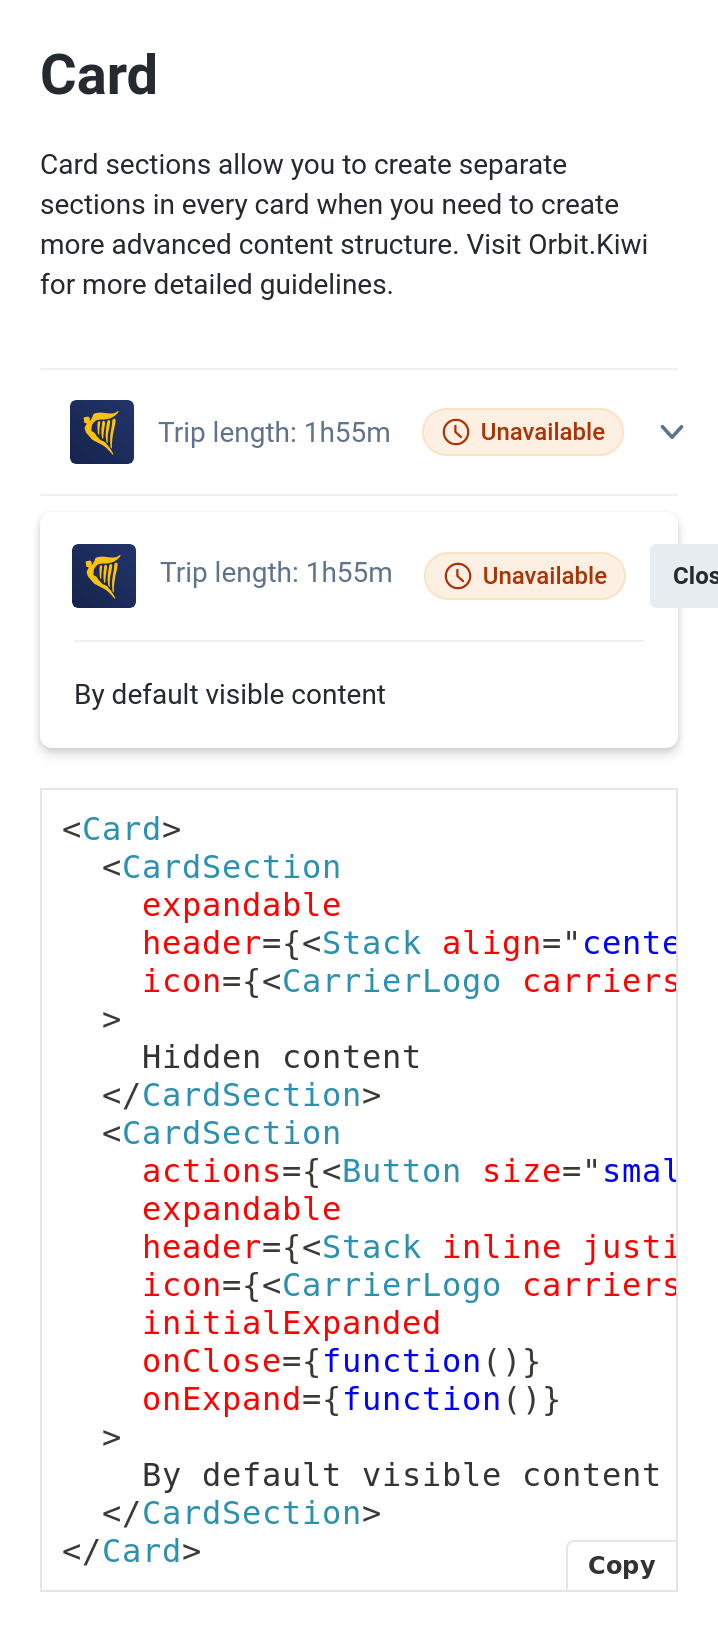 Card
Card sections allow you to create separate
sections in every card when you need to create
more advanced content structure. Visit Orbit.Kiwi
for more detailed guidelines.
Trip length: 1h55m Unavailable
Trip length: 1h55m Unavailable Clos
By default visible content
<Card>
  <CardSection
    expandable
    header={<Stack align="cente
    icon={<CarrierLogo carriers
  >
    Hidden content
  </CardSection>
  <CardSection
    actions={<Button size="smal
    expandable
    header={<Stack inline justi
    icon={<CarrierLogo carriers
    initialExpanded
    onClose={function()}
    onExpand={function()}
  >
    By default visible content
  </CardSection>
</Card>
Copy